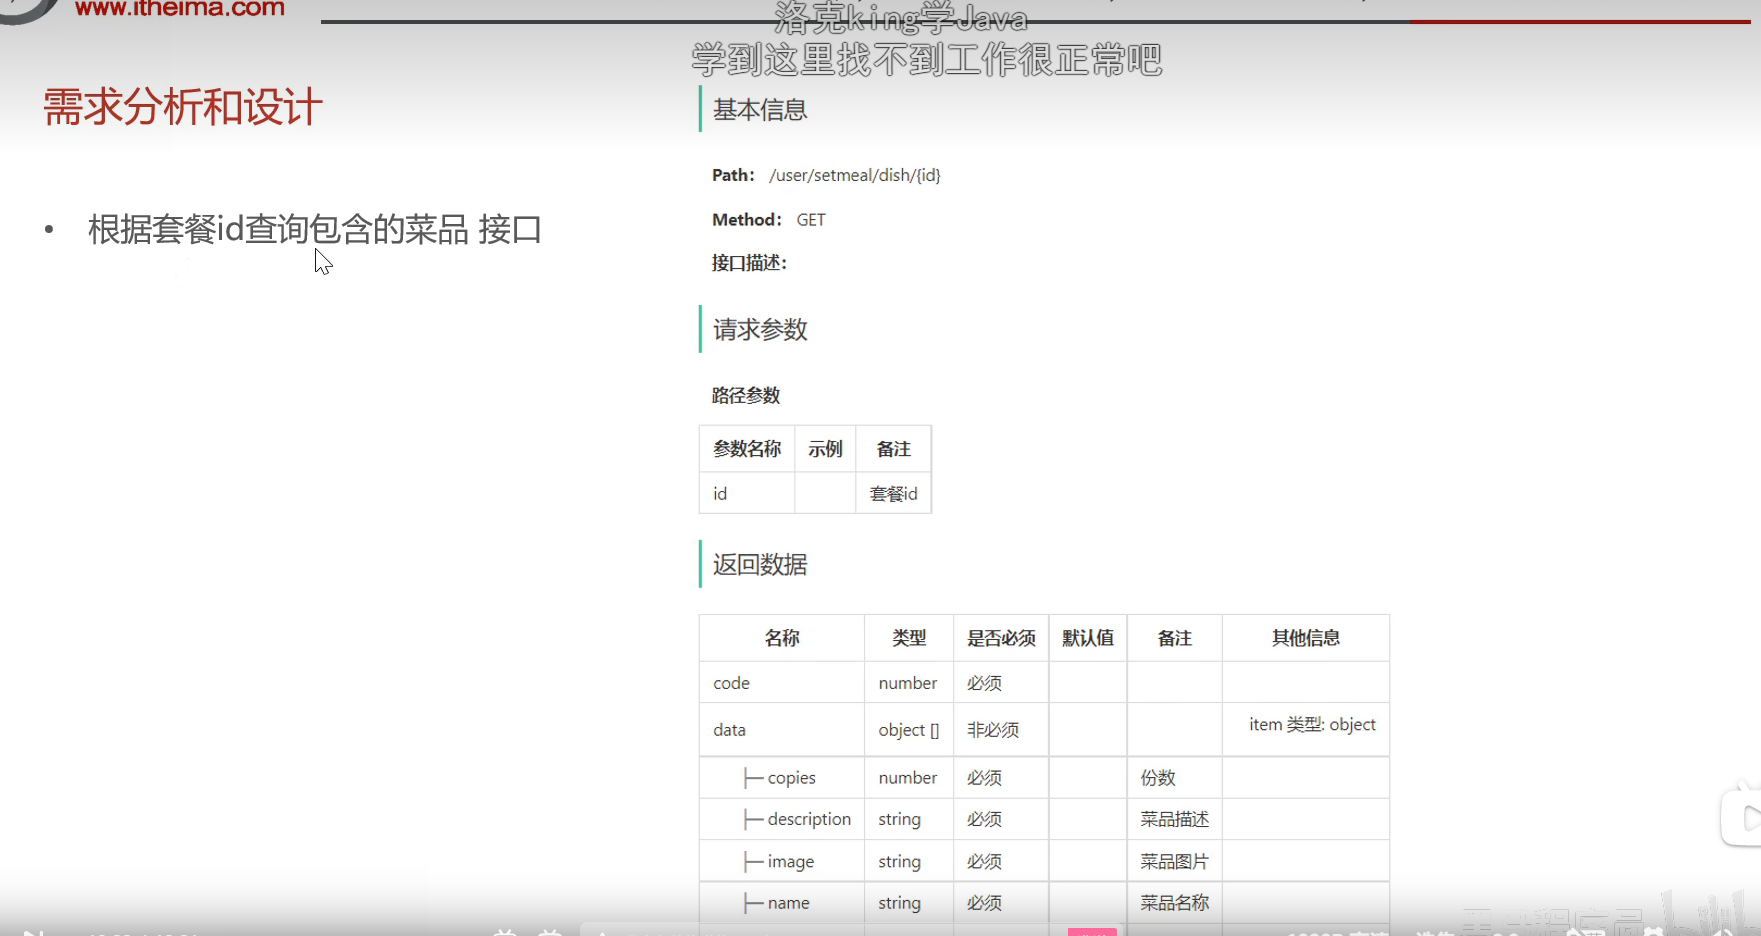 www.itheima.com
洛克king学Java
学到这里找不到工作很正常吧
需求分析和设计
• 根据套餐id查询包含的菜品 接口
基本信息
Path: /user/setmeal/dish/{id}
Method: GET
接口描述:
请求参数
路径参数
参数名称 示例 备注
id 套餐id
返回数据
名称 类型 是否必须 默认值 备注 其他信息
code number 必须
data object [] 非必须 item 类型: object
├─ copies number 必须 份数
├─ description string 必须 菜品描述
├─ image string 必须 菜品图片
├─ name string 必须 菜品名称